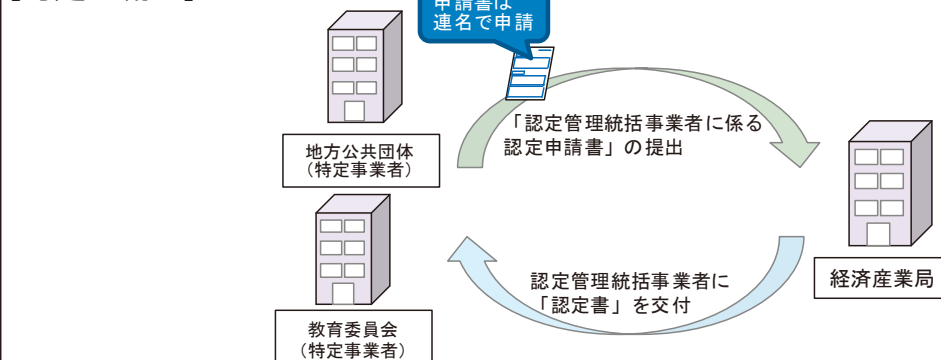 申請書は
連名で申請
地方公共団体
（特定事業者）
「認定管理統括事業者に係る
認定申請書」の提出
経済産業局
認定管理統括事業者に
「認定書」を交付
教育委員会
（特定事業者）